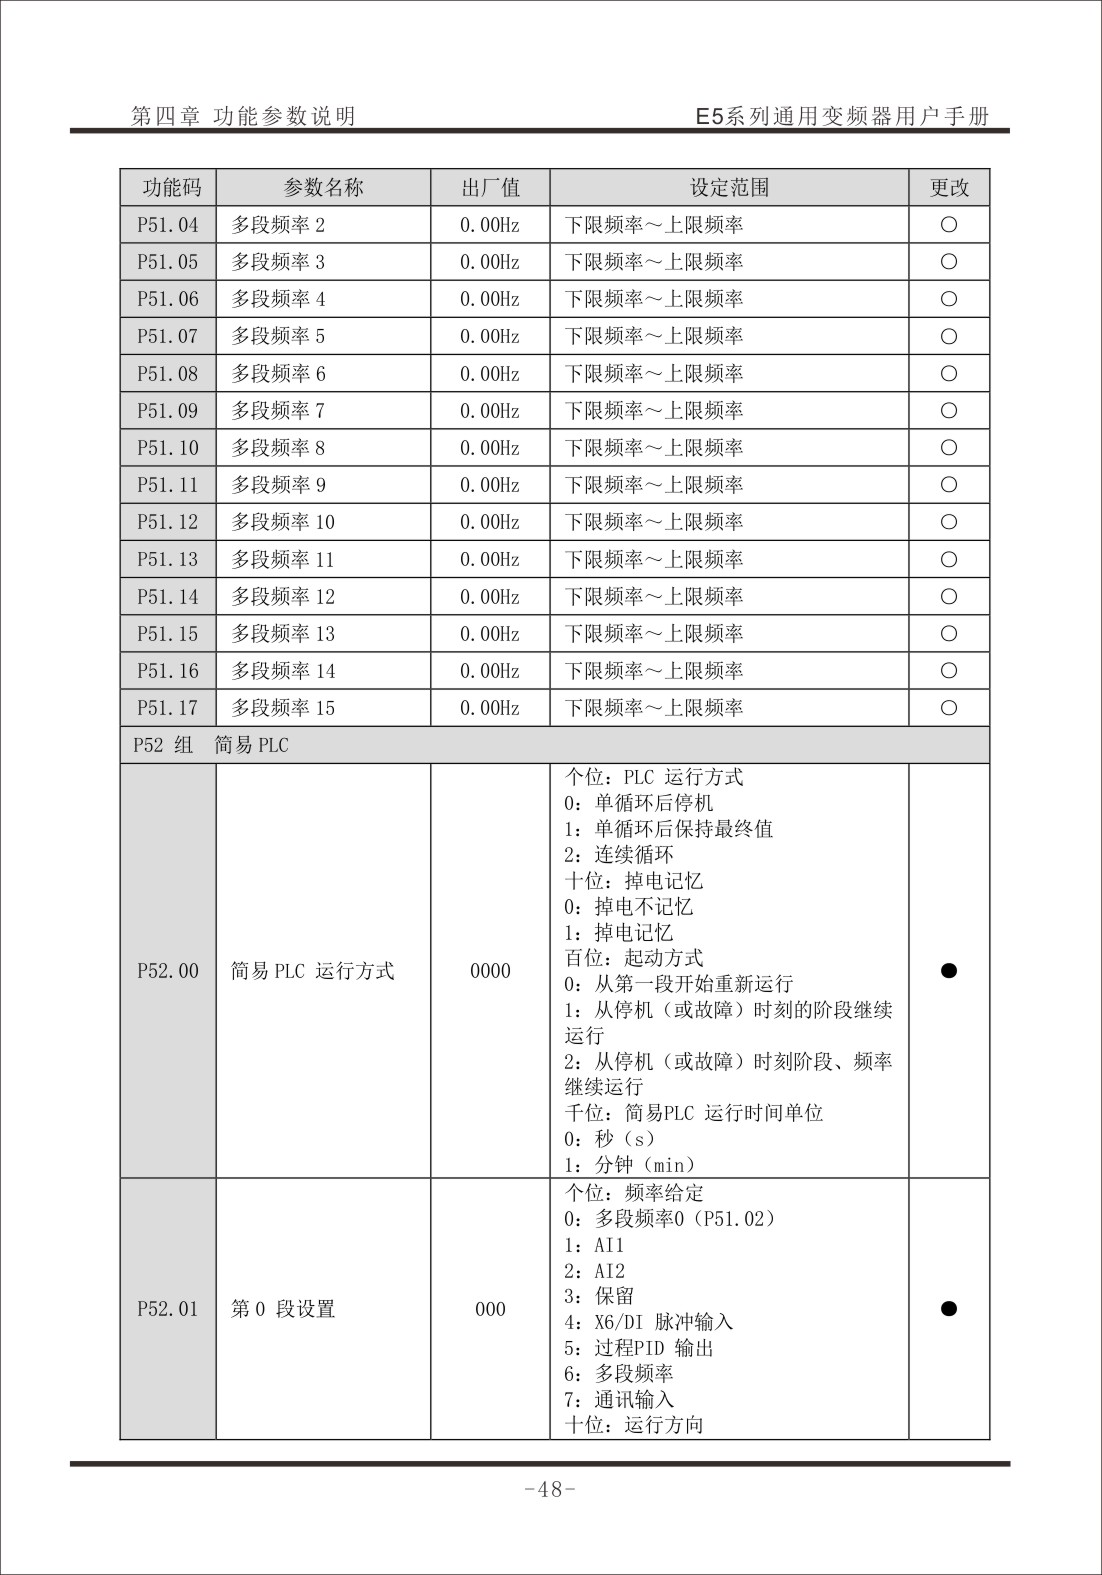 第四章 功能参数说明 E5系列通用变频器用户手册
功能码 参数名称 出厂值 设定范围 更改
P51.04 多段频率 2 0.00Hz 下限频率～上限频率 ○
P51.05 多段频率 3 0.00Hz 下限频率～上限频率 ○
P51.06 多段频率 4 0.00Hz 下限频率～上限频率 ○
P51.07 多段频率 5 0.00Hz 下限频率～上限频率 ○
P51.08 多段频率 6 0.00Hz 下限频率～上限频率 ○
P51.09 多段频率 7 0.00Hz 下限频率～上限频率 ○
P51.10 多段频率 8 0.00Hz 下限频率～上限频率 ○
P51.11 多段频率 9 0.00Hz 下限频率～上限频率 ○
P51.12 多段频率 10 0.00Hz 下限频率～上限频率 ○
P51.13 多段频率 11 0.00Hz 下限频率～上限频率 ○
P51.14 多段频率 12 0.00Hz 下限频率～上限频率 ○
P51.15 多段频率 13 0.00Hz 下限频率～上限频率 ○
P51.16 多段频率 14 0.00Hz 下限频率～上限频率 ○
P51.17 多段频率 15 0.00Hz 下限频率～上限频率 ○
P52 组 简易 PLC
P52.00 简易 PLC 运行方式 0000
个位：PLC 运行方式
0：单循环后停机
1：单循环后保持最终值
2：连续循环
十位：掉电记忆
0：掉电不记忆
1：掉电记忆
百位：起动方式
0：从第一段开始重新运行
1：从停机（或故障）时刻的阶段继续
运行
2：从停机（或故障）时刻阶段、频率
继续运行
千位：简易PLC 运行时间单位
0：秒（s）
1：分钟（min）
●
P52.01 第 0 段设置 000
个位：频率给定
0：多段频率0（P51.02）
1：AI1
2：AI2
3：保留
4：X6/DI 脉冲输入
5：过程PID 输出
6：多段频率
7：通讯输入
十位：运行方向
●
-48-